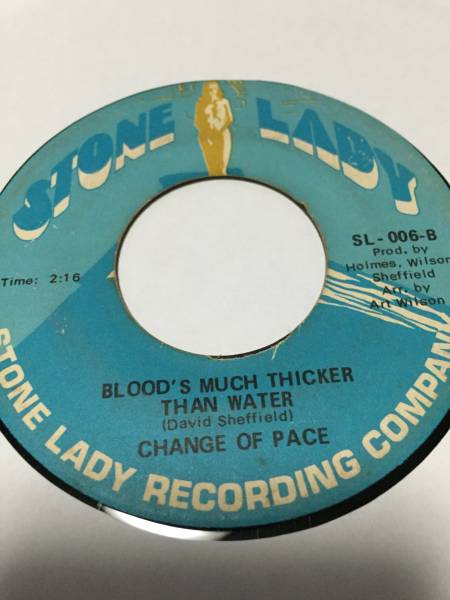 STONE LADY
SL-006-B
Prod. by
Holmes, Wilson
Sheffield
Arr. by
Art Wilson
Time: 2:16
BLOOD'S MUCH THICKER
THAN WATER
(David Sheffield)
CHANGE OF PACE
STONE LADY RECORDING COMPANY